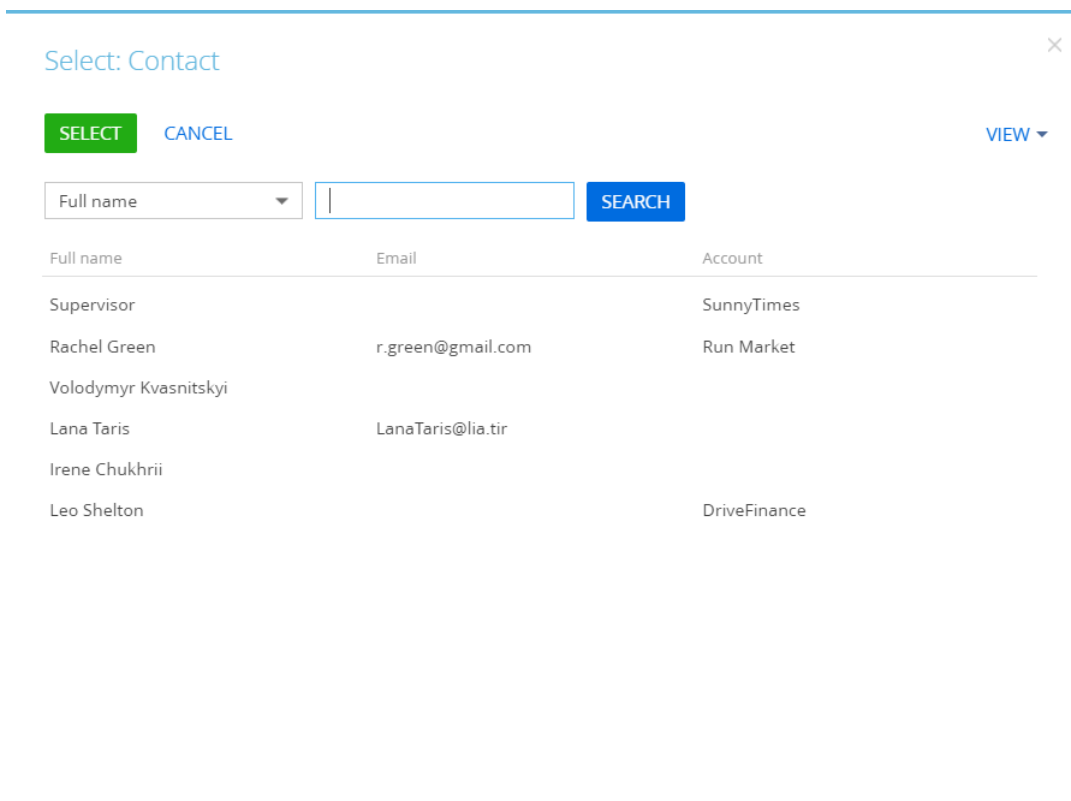 Select: Contact
SELECT CANCEL VIEW
Full name SEARCH
Full name Email Account
Supervisor SunnyTimes
Rachel Green r.green@gmail.com Run Market
Volodymyr Kvasnitskyi
Lana Taris LanaTaris@lia.tir
Irene Chukhrii
Leo Shelton DriveFinance